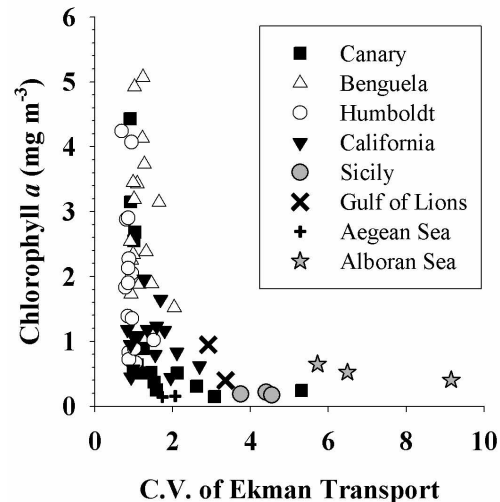 Chlorophyll a (mg m-3)
6
5
4
3
2
1
0
Canary
Benguela
Humboldt
California
Sicily
Gulf of Lions
Aegean Sea
Alboran Sea
0 2 4 6 8 10
C.V. of Ekman Transport